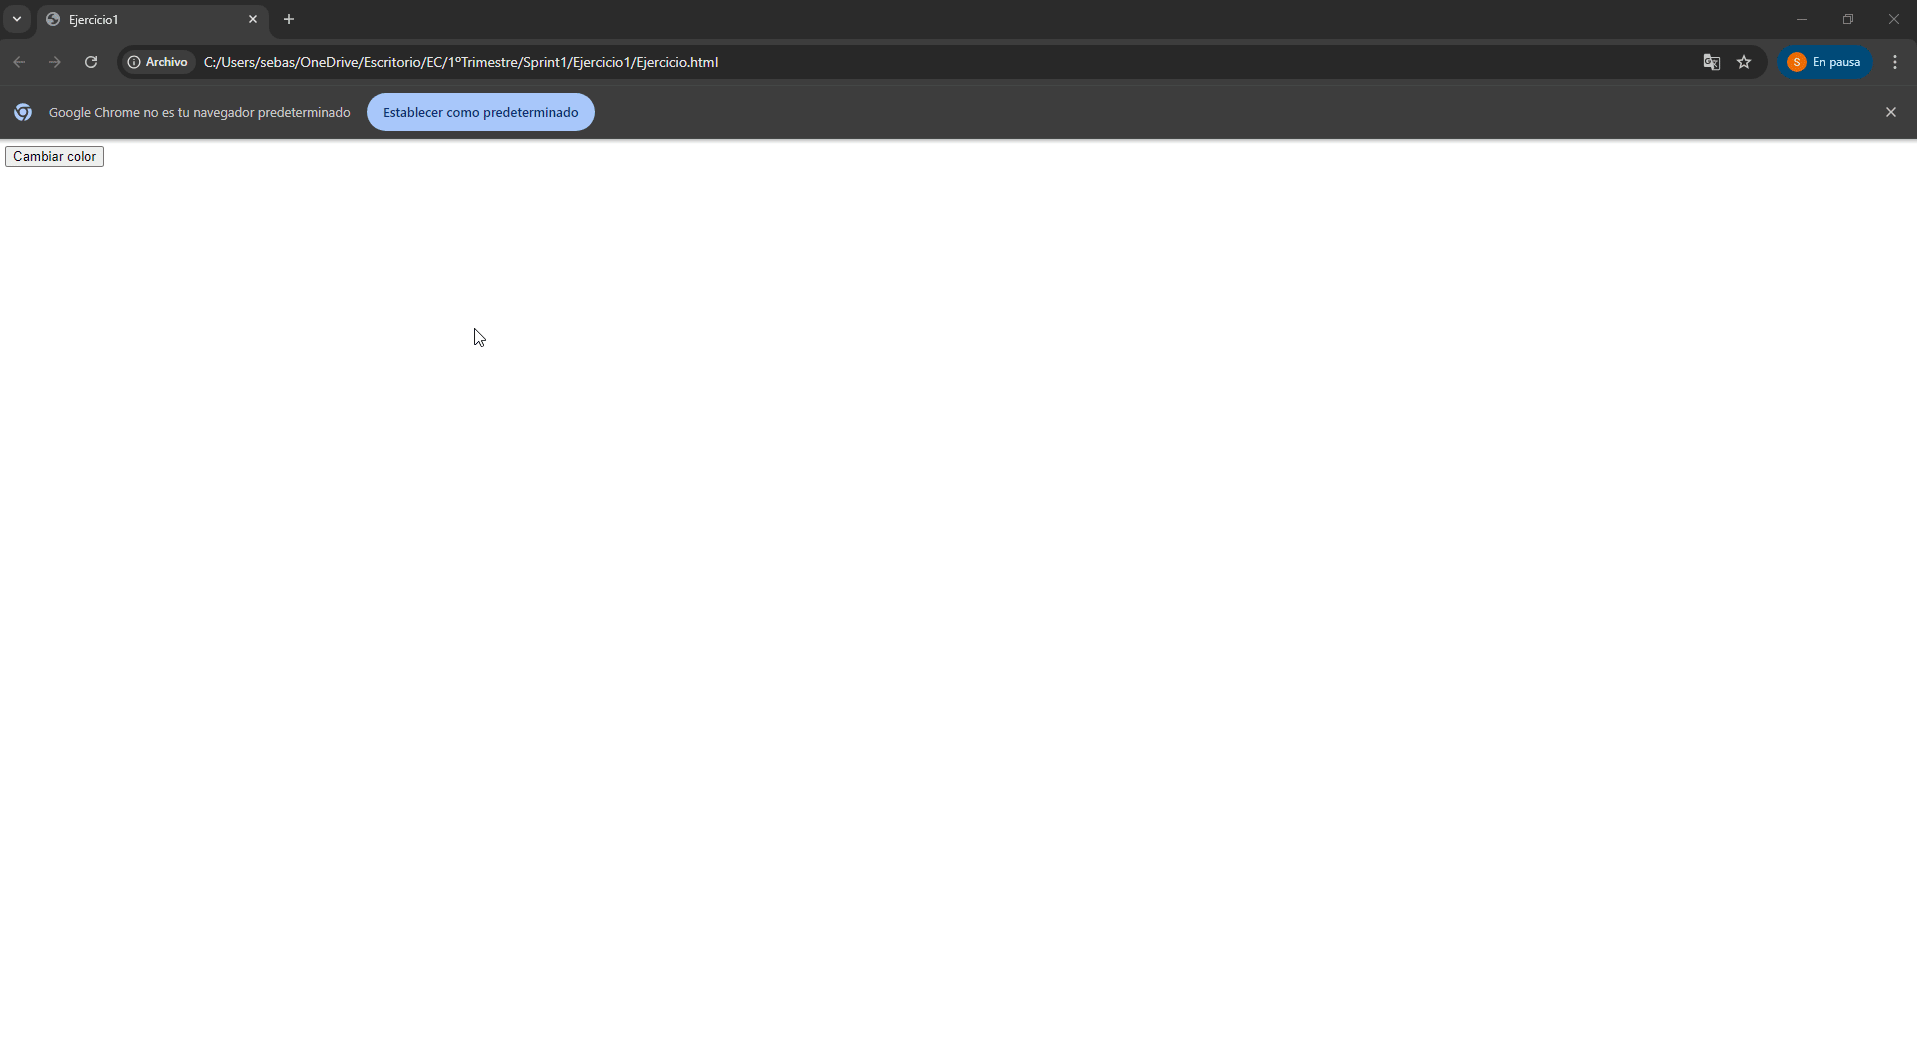 Ejercicio1
Archivo C:/Users/sebas/OneDrive/Escritorio/EC/1ºTrimestre/Sprint1/Ejercicio1/Ejercicio.html S En pausa
Google Chrome no es tu navegador predeterminado Establecer como predeterminado
Cambiar color